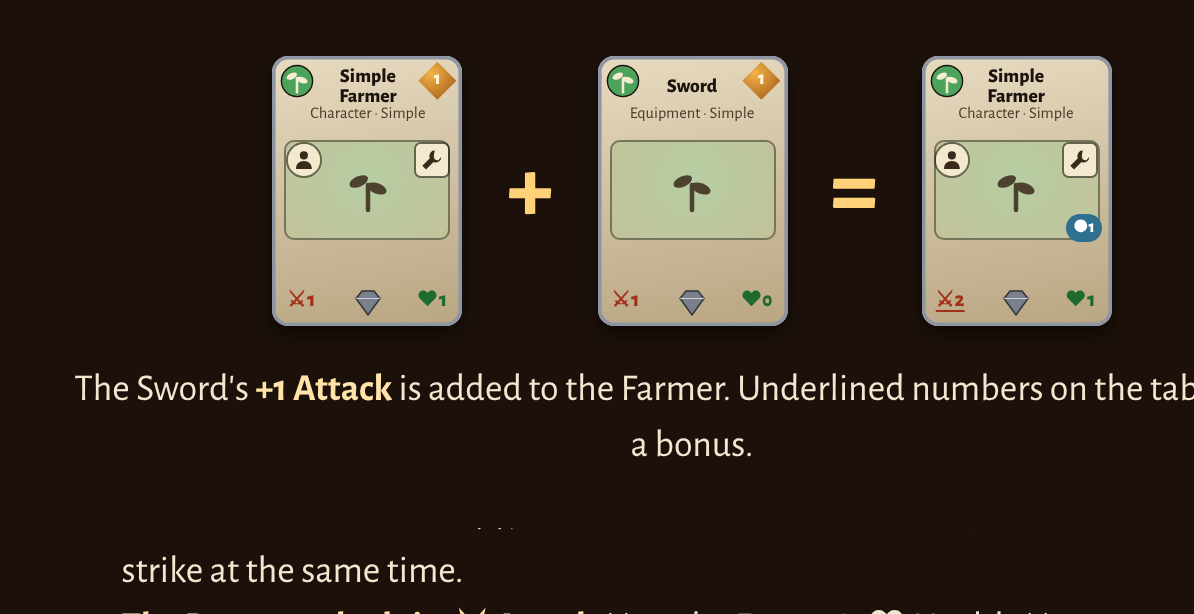 Simple
Farmer
1
Character · Simple
1
1
+
Sword
1
Equipment · Simple
1
0
=
Simple
Farmer
Character · Simple
1
2
1
The Sword's +1 Attack is added to the Farmer. Underlined numbers on the
a bonus.
strike at the same time.